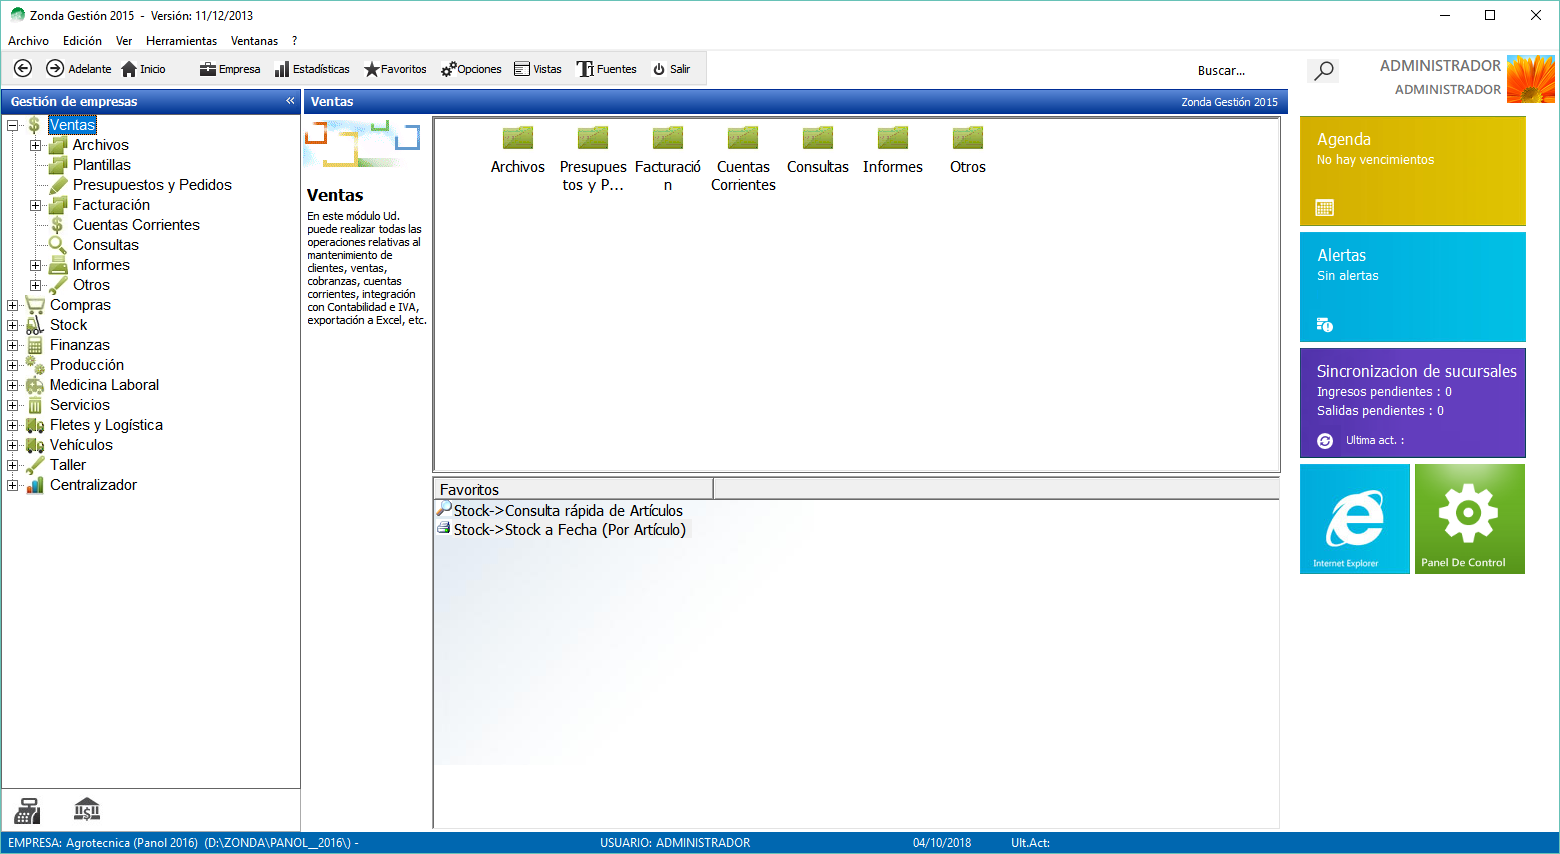 Zonda Gestión 2015 - Versión: 11/12/2013
Archivo Edición Ver Herramientas Ventanas ?
Adelante Inicio Empresa Estadísticas Favoritos Opciones Vistas Fuentes Salir
Buscar...
ADMINISTRADOR
ADMINISTRADOR
Gestión de empresas «
Ventas
Archivos
Plantillas
Presupuestos y Pedidos
Facturación
Cuentas Corrientes
Consultas
Informes
Otros
Compras
Stock
Finanzas
Producción
Medicina Laboral
Servicios
Fletes y Logística
Vehículos
Taller
Centralizador
Ventas Zonda Gestión 2015
Ventas
En este módulo Ud.
puede realizar todas las
operaciones relativas al
mantenimiento de
clientes, ventas,
cobranzas, cuentas
corrientes, integración
con Contabilidad e IVA,
exportación a Excel, etc.
Archivos
Presupues
tos y P...
Facturació
n
Cuentas
Corrientes
Consultas
Informes
Otros
Favoritos
Stock->Consulta rápida de Artículos
Stock->Stock a Fecha (Por Artículo)
Agenda
No hay vencimientos
Alertas
Sin alertas
Sincronizacion de sucursales
Ingresos pendientes : 0
Salidas pendientes : 0
Ultima act. :
Internet Explorer
Panel De Control
EMPRESA: Agrotecnica (Panol 2016) (D:\ZONDA\PANOL__2016\) - USUARIO: ADMINISTRADOR 04/10/2018 Ult.Act: